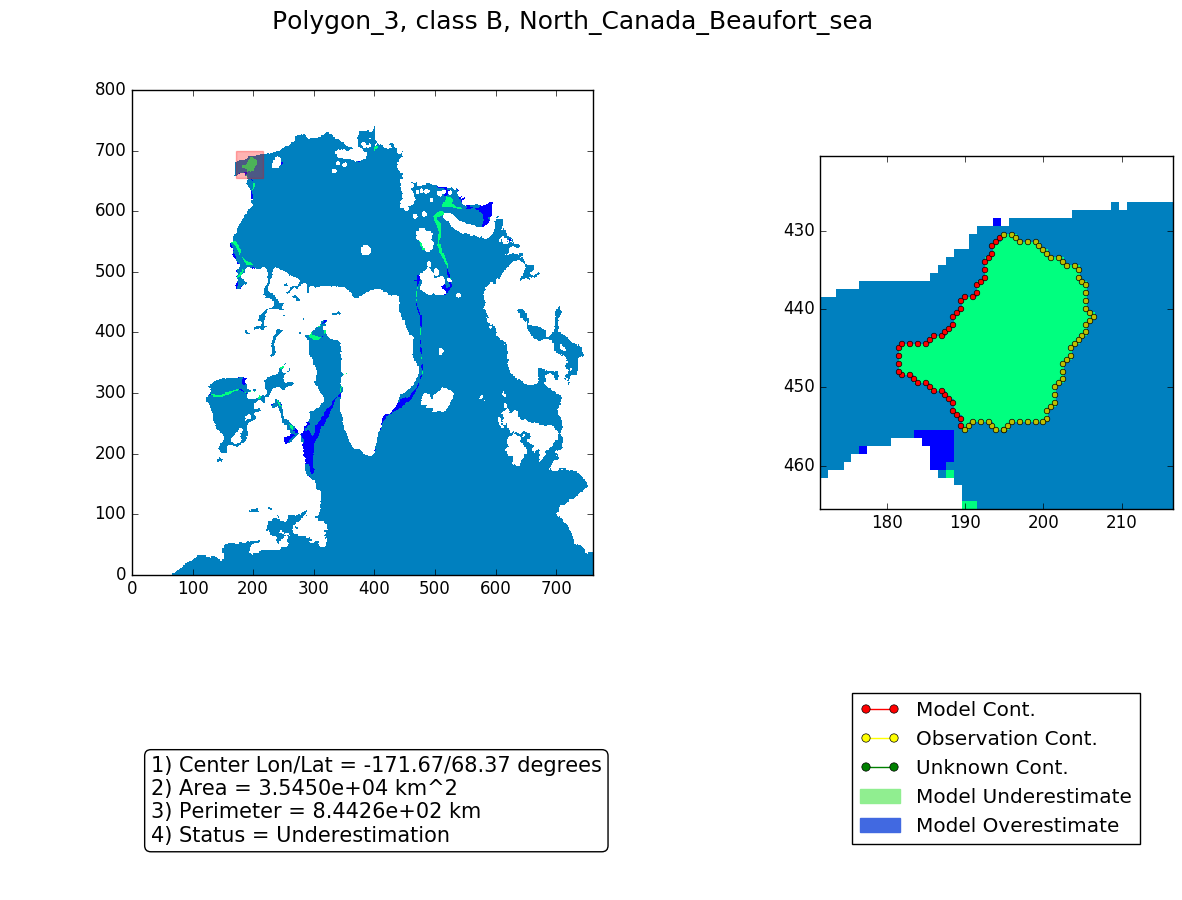 Polygon_3, class B, North_Canada_Beaufort_sea
800
700
600
500
400
300
200
100
0
0 100 200 300 400 500 600 700
430
440
450
460
180 190 200 210
1) Center Lon/Lat = -171.67/68.37 degrees
2) Area = 3.5450e+04 km^2
3) Perimeter = 8.4426e+02 km
4) Status = Underestimation
Model Cont.
Observation Cont.
Unknown Cont.
Model Underestimate
Model Overestimate